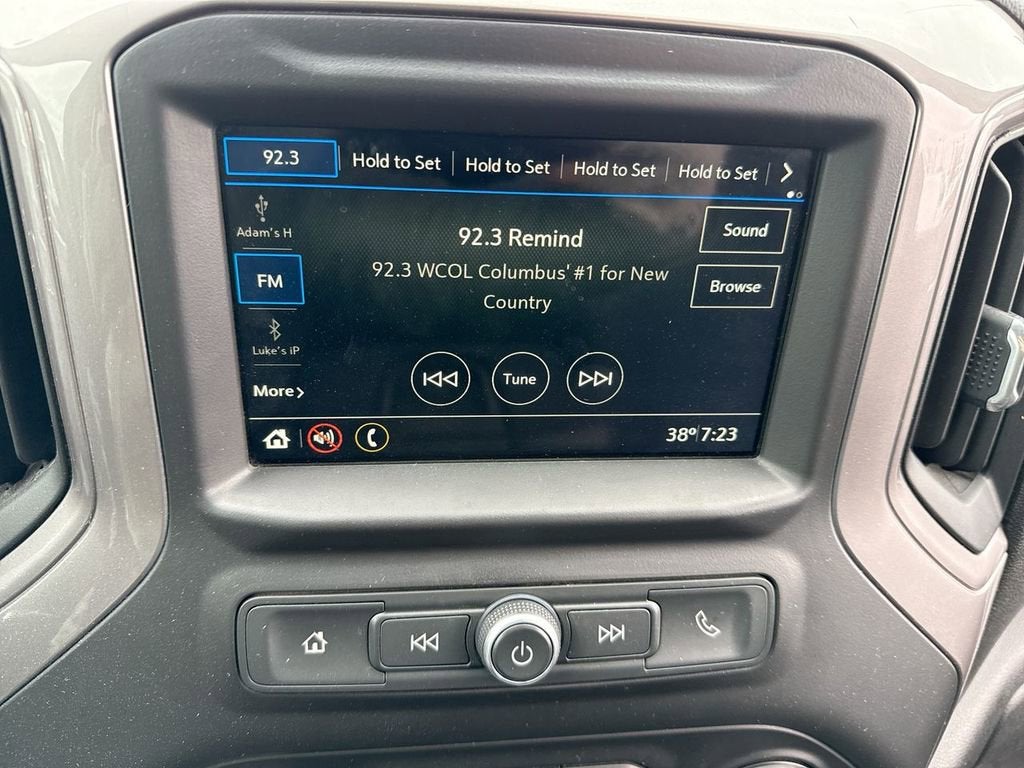 92.3
Hold to Set
Hold to Set
Hold to Set
Hold to Set
Adam's H
FM
Luke's iP
More
92.3 Remind
92.3 WCOL Columbus' #1 for New
Country
Sound
Browse
Tune
38° 7:23